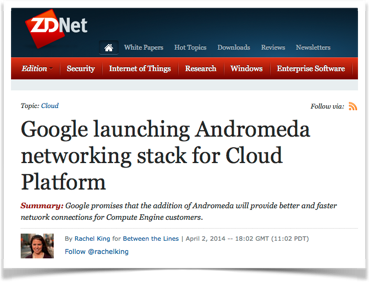 ZDNet
White Papers Hot Topics Downloads Reviews Newsletters
Edition Security Internet of Things Research Windows Enterprise Software
Topic: Cloud Follow via:
Google launching Andromeda
networking stack for Cloud
Platform
Summary: Google promises that the addition of Andromeda will provide better and faster
network connections for Compute Engine customers.
By Rachel King for Between the Lines | April 2, 2014 -- 18:02 GMT (11:02 PDT)
Follow @rachelking